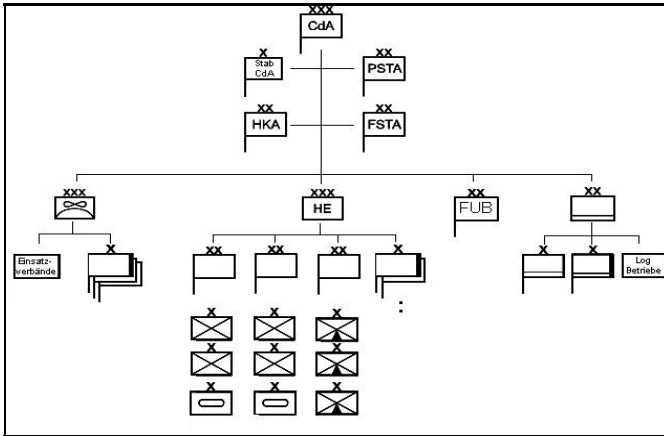 XXX
CdA
X
Stab
CdA
XX
PSTA
XX
HKA
XX
FSTA
XXX
XXX
HE
XX
FUB
XX
Einsatz-
verbände
X
XX
XX
XX
X
X
X
Log
Betriebe
X
X
X
X
X
X
X
X
X